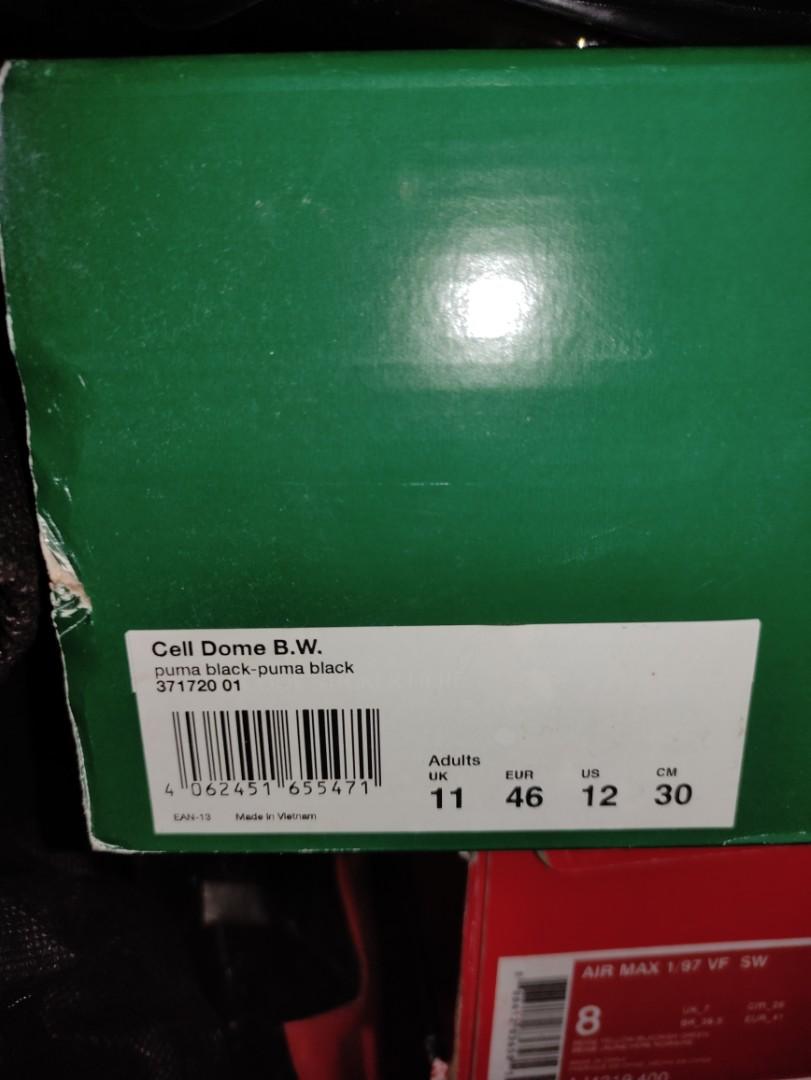 Cell Dome B.W.
puma black-puma black
371720 01
4 062451 655471
EAN-13 Made in Vietnam
Adults
UK EUR US CM
11 46 12 30
AIR MAX 1/97 VF SW
8